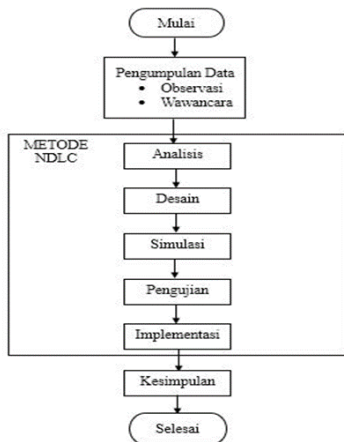 Mulai
Pengumpulan Data
• Observasi
• Wawancara
METODE
NDLC
Analisis
Desain
Simulasi
Pengujian
Implementasi
Kesimpulan
Selesai